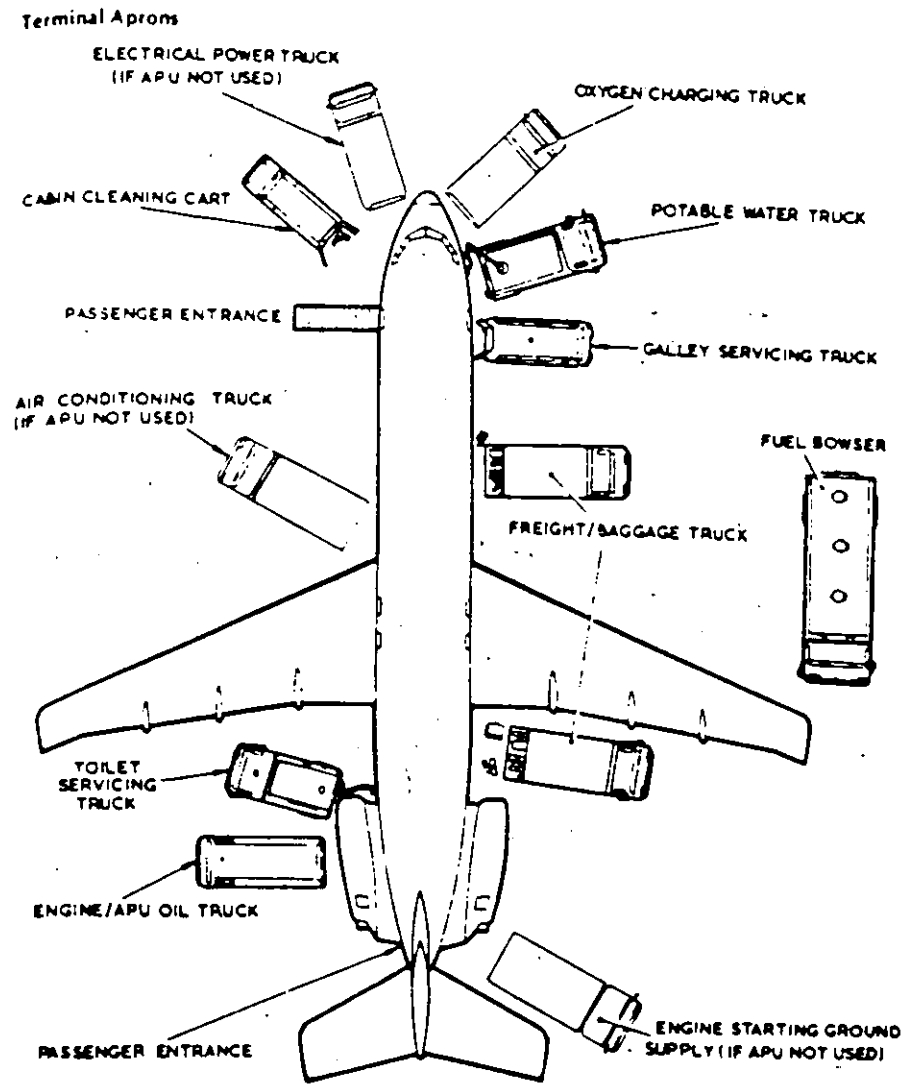 Terminal Aprons
ELECTRICAL POWER TRUCK
(IF APU NOT USED)
OXYGEN CHARGING TRUCK
CABIN CLEANING CART
POTABLE WATER TRUCK
PASSENGER ENTRANCE
GALLEY SERVICING TRUCK
AIR CONDITIONING TRUCK
(IF APU NOT USED)
FUEL BOWSER
FREIGHT/BAGGAGE TRUCK
TOILET
SERVICING
TRUCK
ENGINE/APU OIL TRUCK
PASSENGER ENTRANCE
ENGINE STARTING GROUND
SUPPLY (IF APU NOT USED)